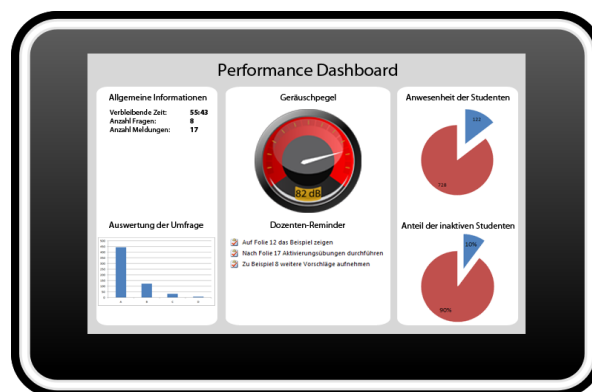 Performance Dashboard
Allgemeine Informationen
Verbleibende Zeit: 55:43
Anzahl Fragen: 8
Anzahl Meldungen: 17
Geräuschpegel
82 dB
Anwesenheit der Studenten
122
Auswertung der Umfrage
A
Dozenten-Reminder
Auf Folie 12 das Beispiel zeigen
Nach Folie 17 Aktivierungsübungen durchführen
Zu Beispiel 8 weitere Vorschläge aufnehmen
Anteil der inaktiven Studenten
10%
90%